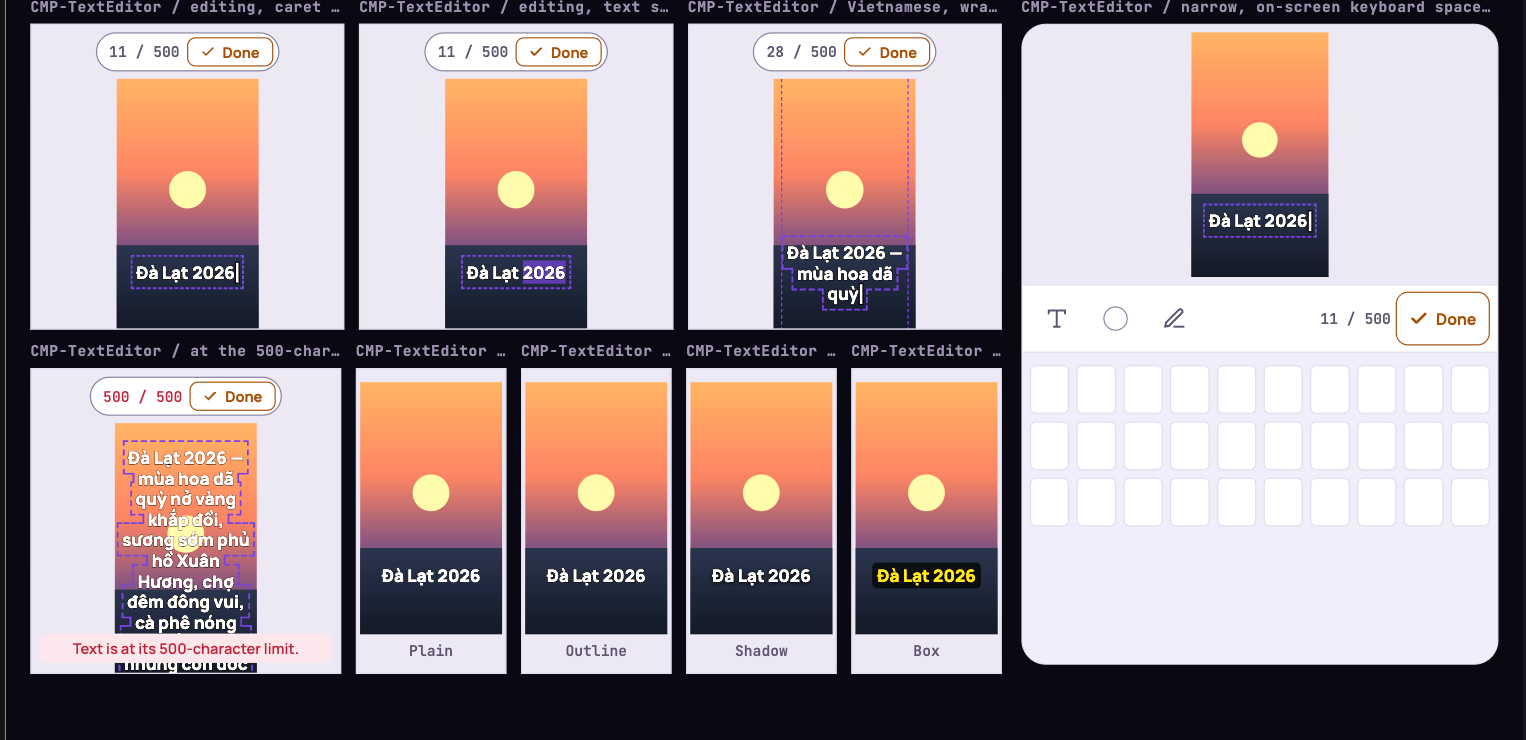 CMP-TextEditor / editing, caret …
CMP-TextEditor / editing, text s…
CMP-TextEditor / Vietnamese, wra…
CMP-TextEditor / narrow, on-screen keyboard space…
11 / 500
Done
Đà Lạt 2026
11 / 500
Done
Đà Lạt 2026
28 / 500
Done
Đà Lạt 2026 –
mùa hoa dã
quỳ
Đà Lạt 2026
T
11 / 500
Done
CMP-TextEditor / at the 500-char…
CMP-TextEditor …
CMP-TextEditor …
CMP-TextEditor …
CMP-TextEditor …
500 / 500
Done
Đà Lạt 2026 –
mùa hoa dã
quỳ nở vàng
khắp đồi,
sương sớm phủ
hồ Xuân
Hương, chợ
đêm đông vui,
cà phê nóng
Text is at its 500-character limit.
những con dốc
Đà Lạt 2026
Plain
Đà Lạt 2026
Outline
Đà Lạt 2026
Shadow
Đà Lạt 2026
Box